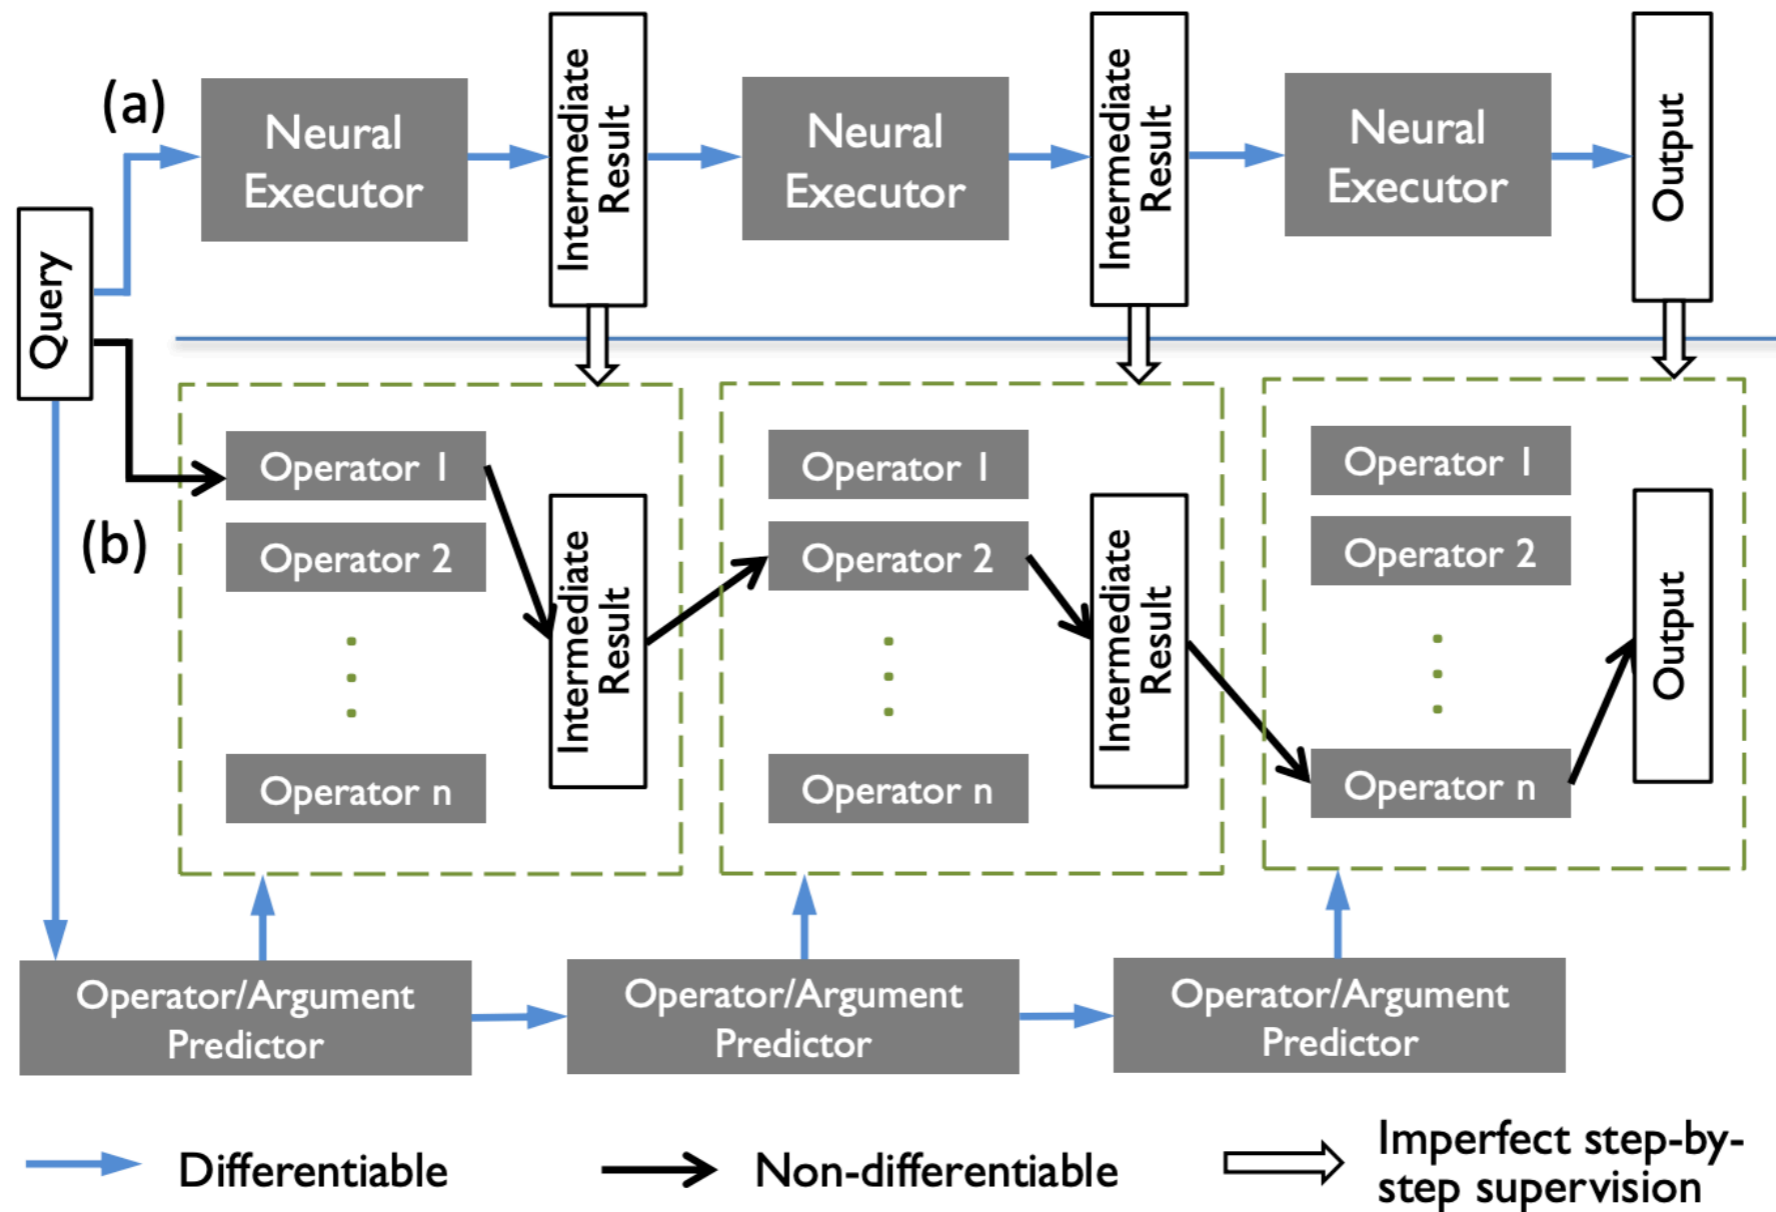 (a)
Neural
Executor
Intermediate
Result
Neural
Executor
Intermediate
Result
Neural
Executor
Output
Query
(b)
Operator 1
Operator 2
Operator n
Intermediate
Result
Operator 1
Operator 2
Operator n
Intermediate
Result
Operator 1
Operator 2
Operator n
Output
Operator/Argument
Predictor
Operator/Argument
Predictor
Operator/Argument
Predictor
Differentiable
Non-differentiable
Imperfect step-by-
step supervision